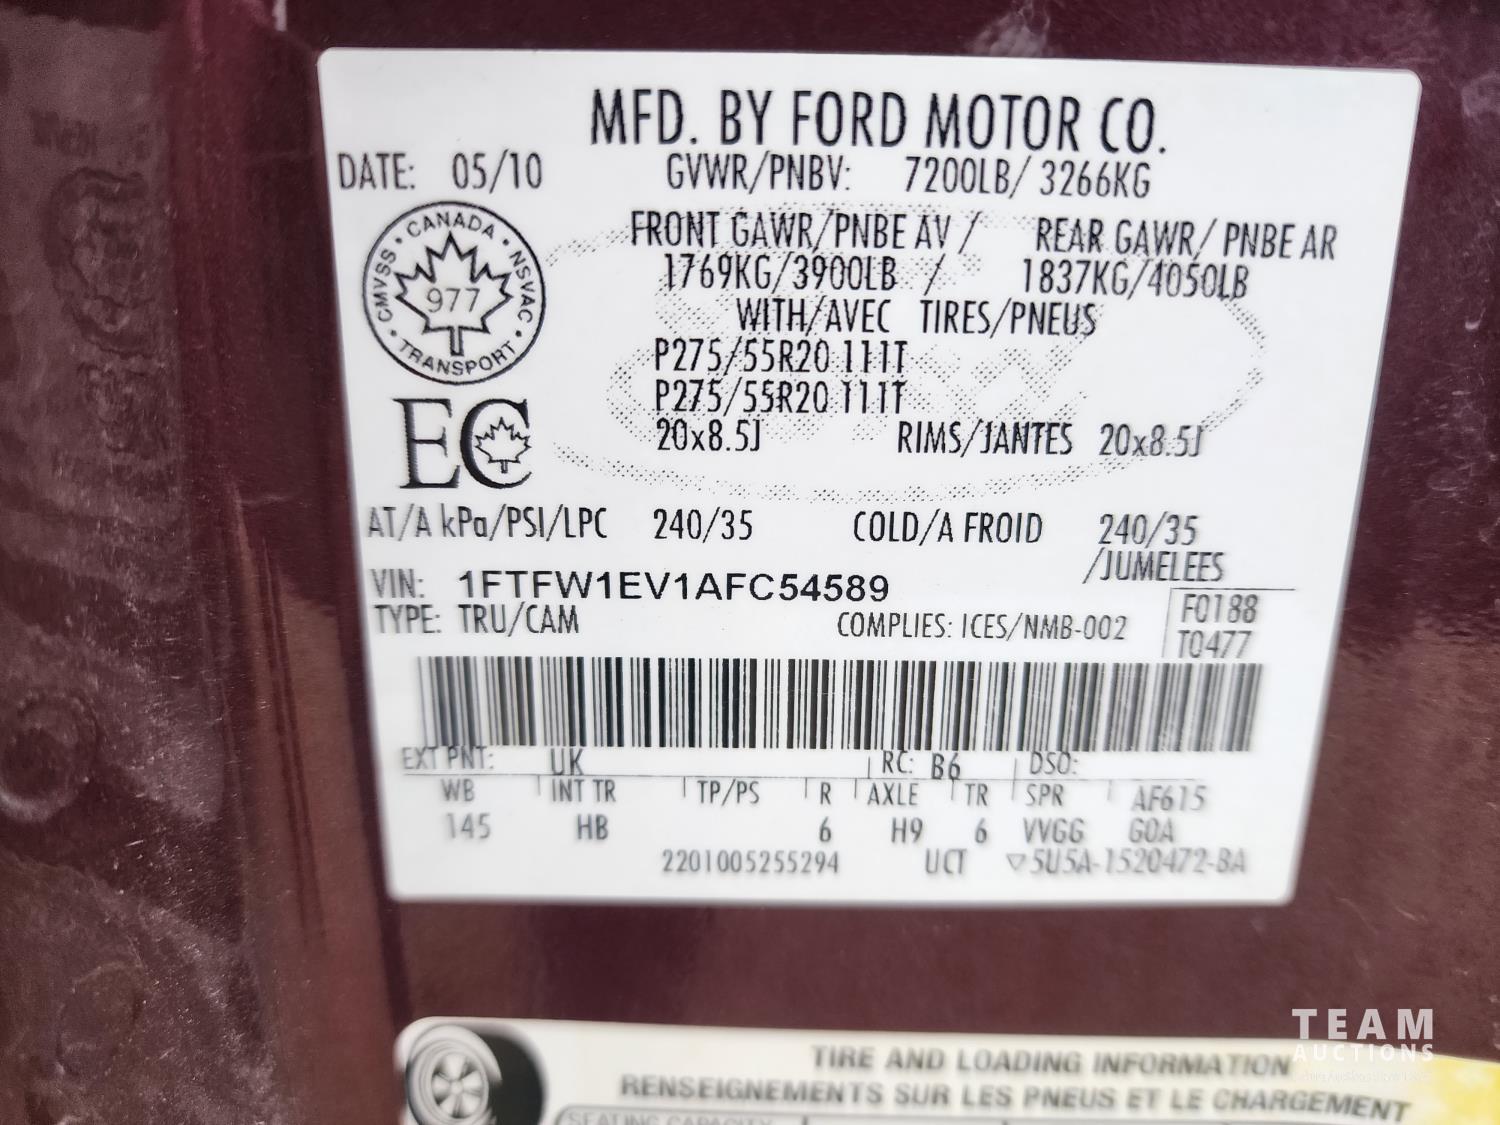 MFD. BY FORD MOTOR CO.
DATE: 05/10 GVWR/PNBV: 7200LB/ 3266KG
CANADA · NSVAC · TRANSPORT · CMVSS ·
977
FRONT GAWR/PNBE AV / REAR GAWR/ PNBE AR
1769KG/3900LB / 1837KG/4050LB
WITH/AVEC TIRES/PNEUS
P275/55R20 111T
P275/55R20 111T
EC
20x8.5J RIMS/JANTES 20x8.5J
AT/A kPa/PSI/LPC 240/35 COLD/A FROID 240/35
/JUMELEES
VIN: 1FTFW1EV1AFC54589
F0188
TYPE: TRU/CAM COMPLIES: ICES/NMB-002
T0477
EXT PNT: UK RC: B6 DSO:
WB INT TR TP/PS R AXLE TR SPR AF615
145 HB 6 H9 6 VVGG GOA
2201005255294 UCT ▽5U5A-1520472-BA
TEAM
AUCTIONS
TIRE AND LOADING INFORMATION
RENSEIGNEMENTS SUR LES PNEUS ET LE CHARGEMENT
SEATING CAPACITY